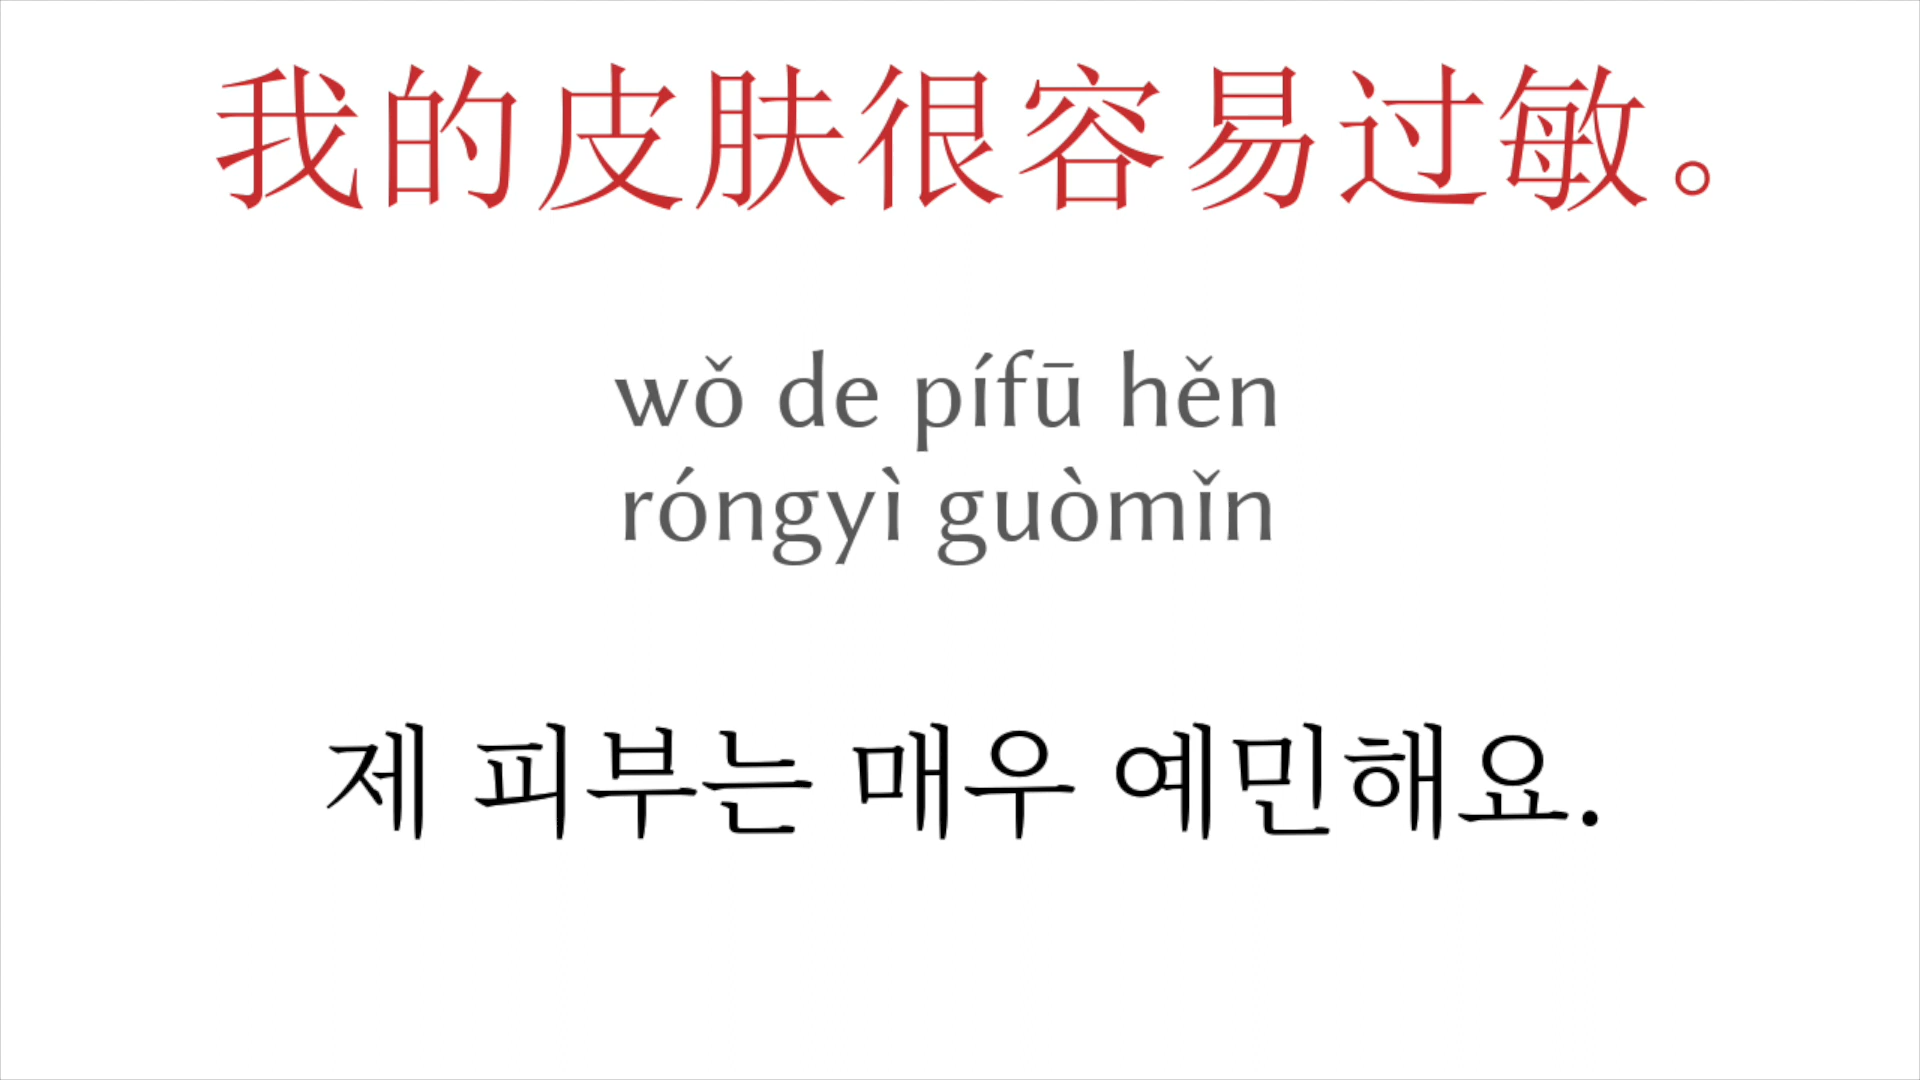 我的皮肤很容易过敏。
wǒ de pífū hěn
róngyì guòmǐn
제 피부는 매우 예민해요.